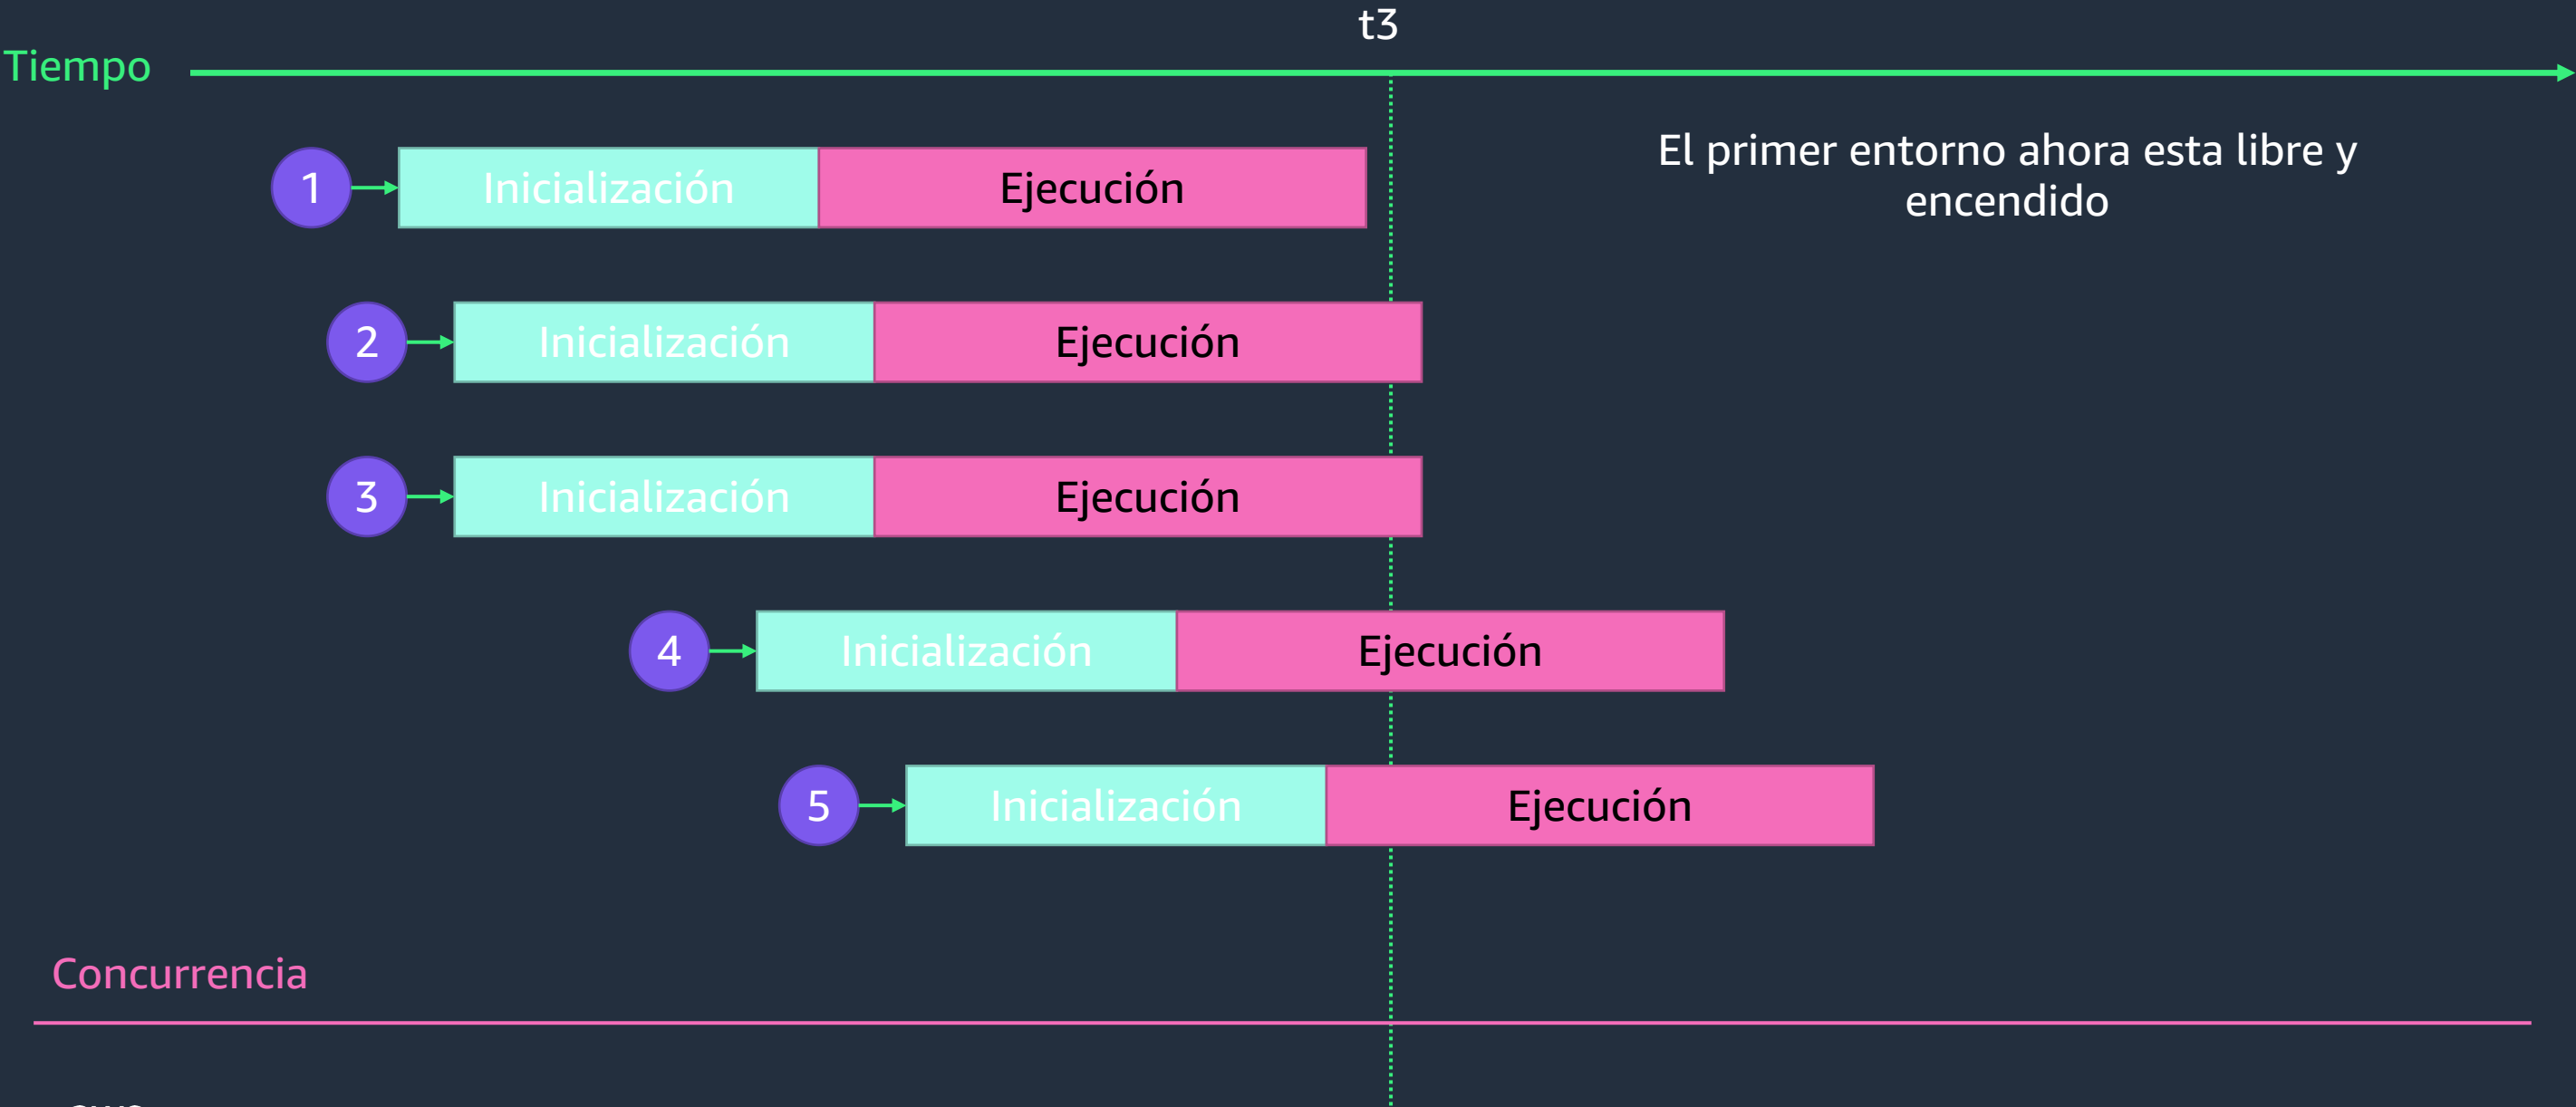 t3
Tiempo
El primer entorno ahora esta libre y
encendido
1
Inicialización
Ejecución
2
Inicialización
Ejecución
3
Inicialización
Ejecución
4
Inicialización
Ejecución
5
Inicialización
Ejecución
Concurrencia